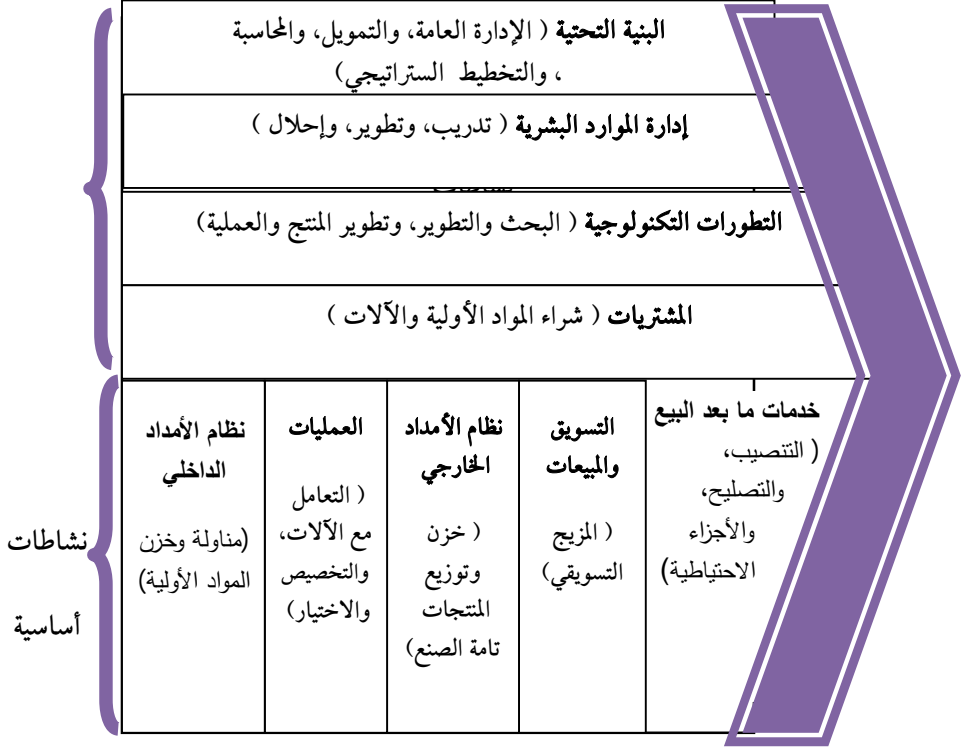 البنية التحتية ( الإدارة العامة، والتمويل، والمحاسبة
، والتخطيط الستراتيجي)
إدارة الموارد البشرية ( تدريب، وتطوير، وإحلال )
التطورات التكنولوجية ( البحث والتطوير، وتطوير المنتج والعملية)
المشتريات ( شراء المواد الأولية والآلات )
خدمات ما بعد البيع
( التنصيب،
والتصليح،
والأجزاء
الاحتياطية)
التسويق
والمبيعات
( المزيج
التسويقي)
نظام الأمداد
الخارجي
( خزن
وتوزيع
المنتجات
تامة الصنع)
العمليات
( التعامل
مع الآلات،
والتخصيص
والاختيار)
نظام الأمداد
الداخلي
(مناولة وخزن
المواد الأولية)
نشاطات
أساسية